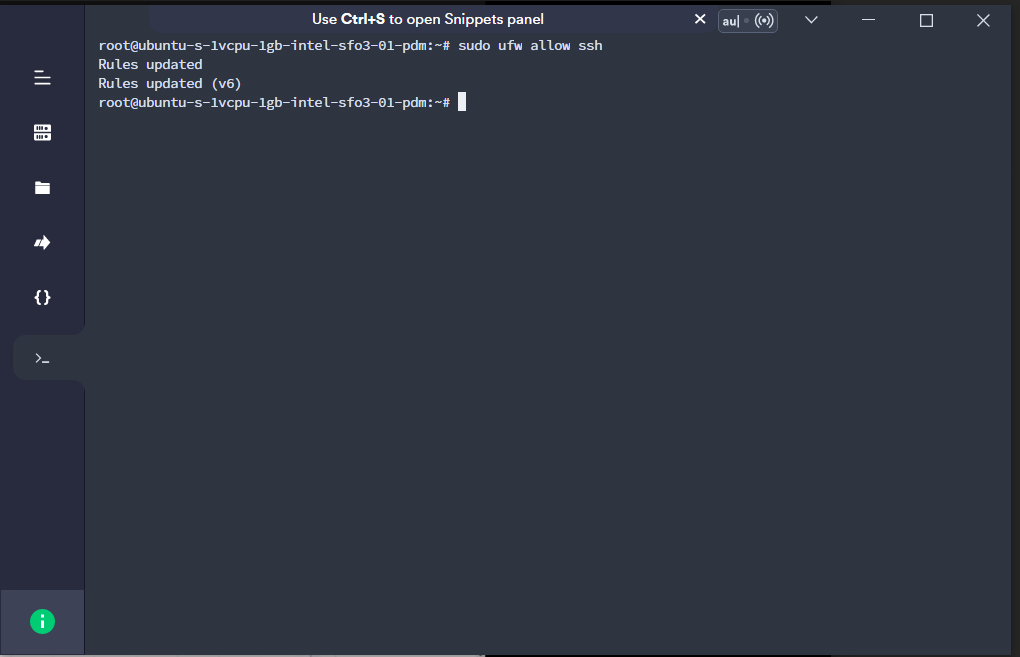 Use Ctrl+S to open Snippets panel
au|
root@ubuntu-s-1vcpu-1gb-intel-sfo3-01-pdm:~# sudo ufw allow ssh
Rules updated
Rules updated (v6)
root@ubuntu-s-1vcpu-1gb-intel-sfo3-01-pdm:~#